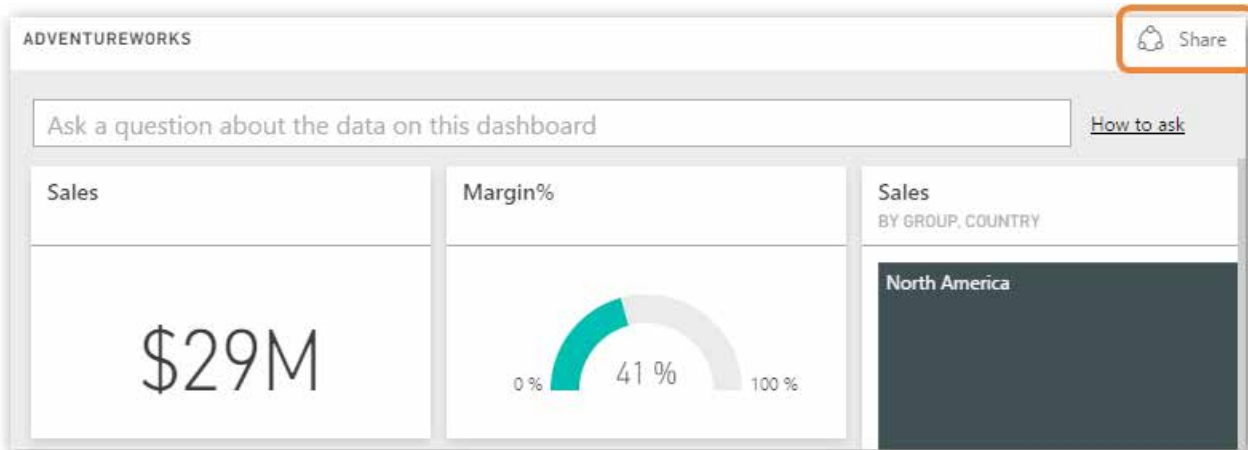 ADVENTUREWORKS
Share
Ask a question about the data on this dashboard
How to ask
Sales
$29M
Margin%
0 %
41 %
100 %
Sales
BY GROUP, COUNTRY
North America